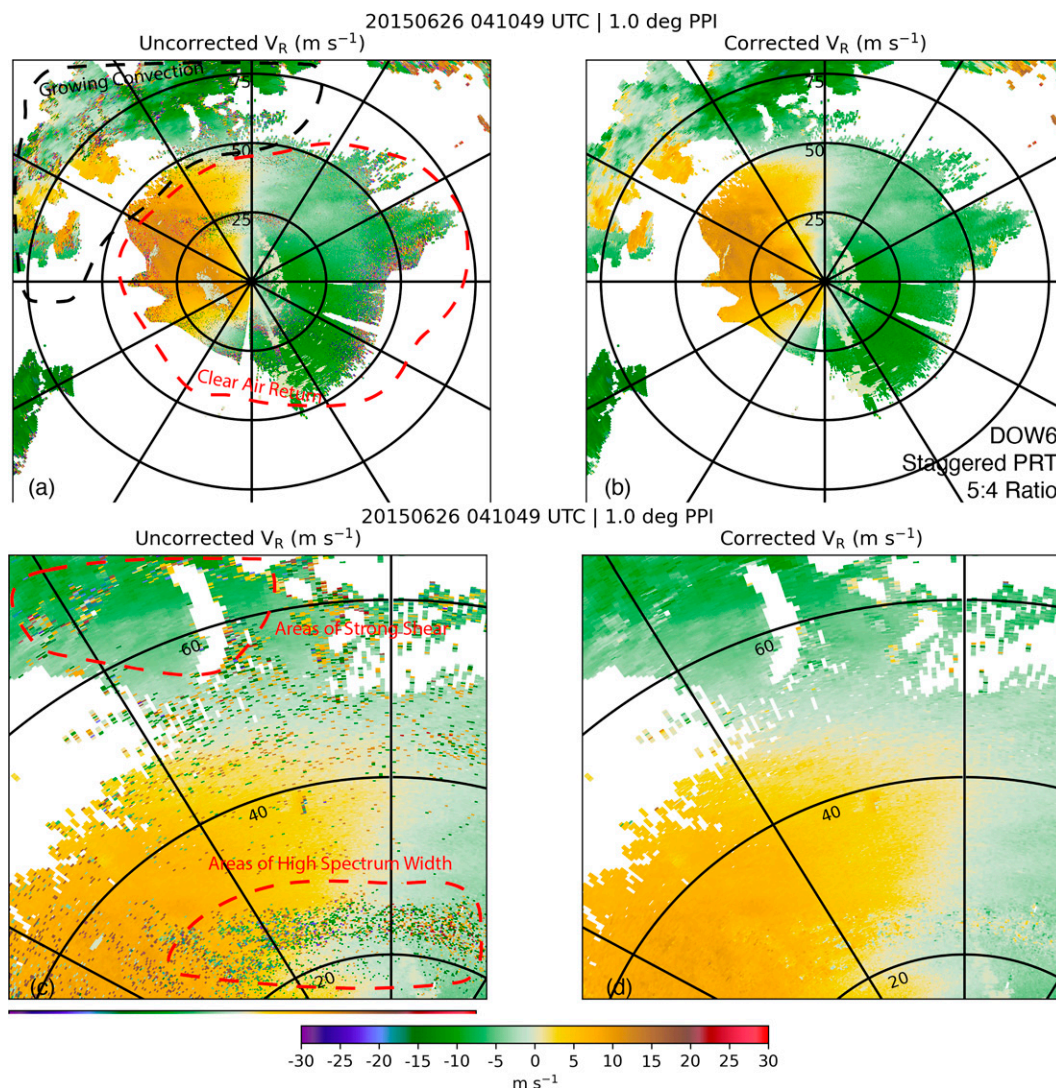 20150626 041049 UTC | 1.0 deg PPI
Uncorrected V_R (m s⁻¹)
Corrected V_R (m s⁻¹)
Growing Convection
75
50
25
Clear Air Return
(a)
75
50
25
DOW6
Staggered PRT
5:4 Ratio
(b)
20150626 041049 UTC | 1.0 deg PPI
Uncorrected V_R (m s⁻¹)
Corrected V_R (m s⁻¹)
Areas of Strong Shear
60
40
Areas of High Spectrum Width
20
(c)
60
40
20
(d)
-30 -25 -20 -15 -10 -5 0 5 10 15 20 25 30
m s⁻¹